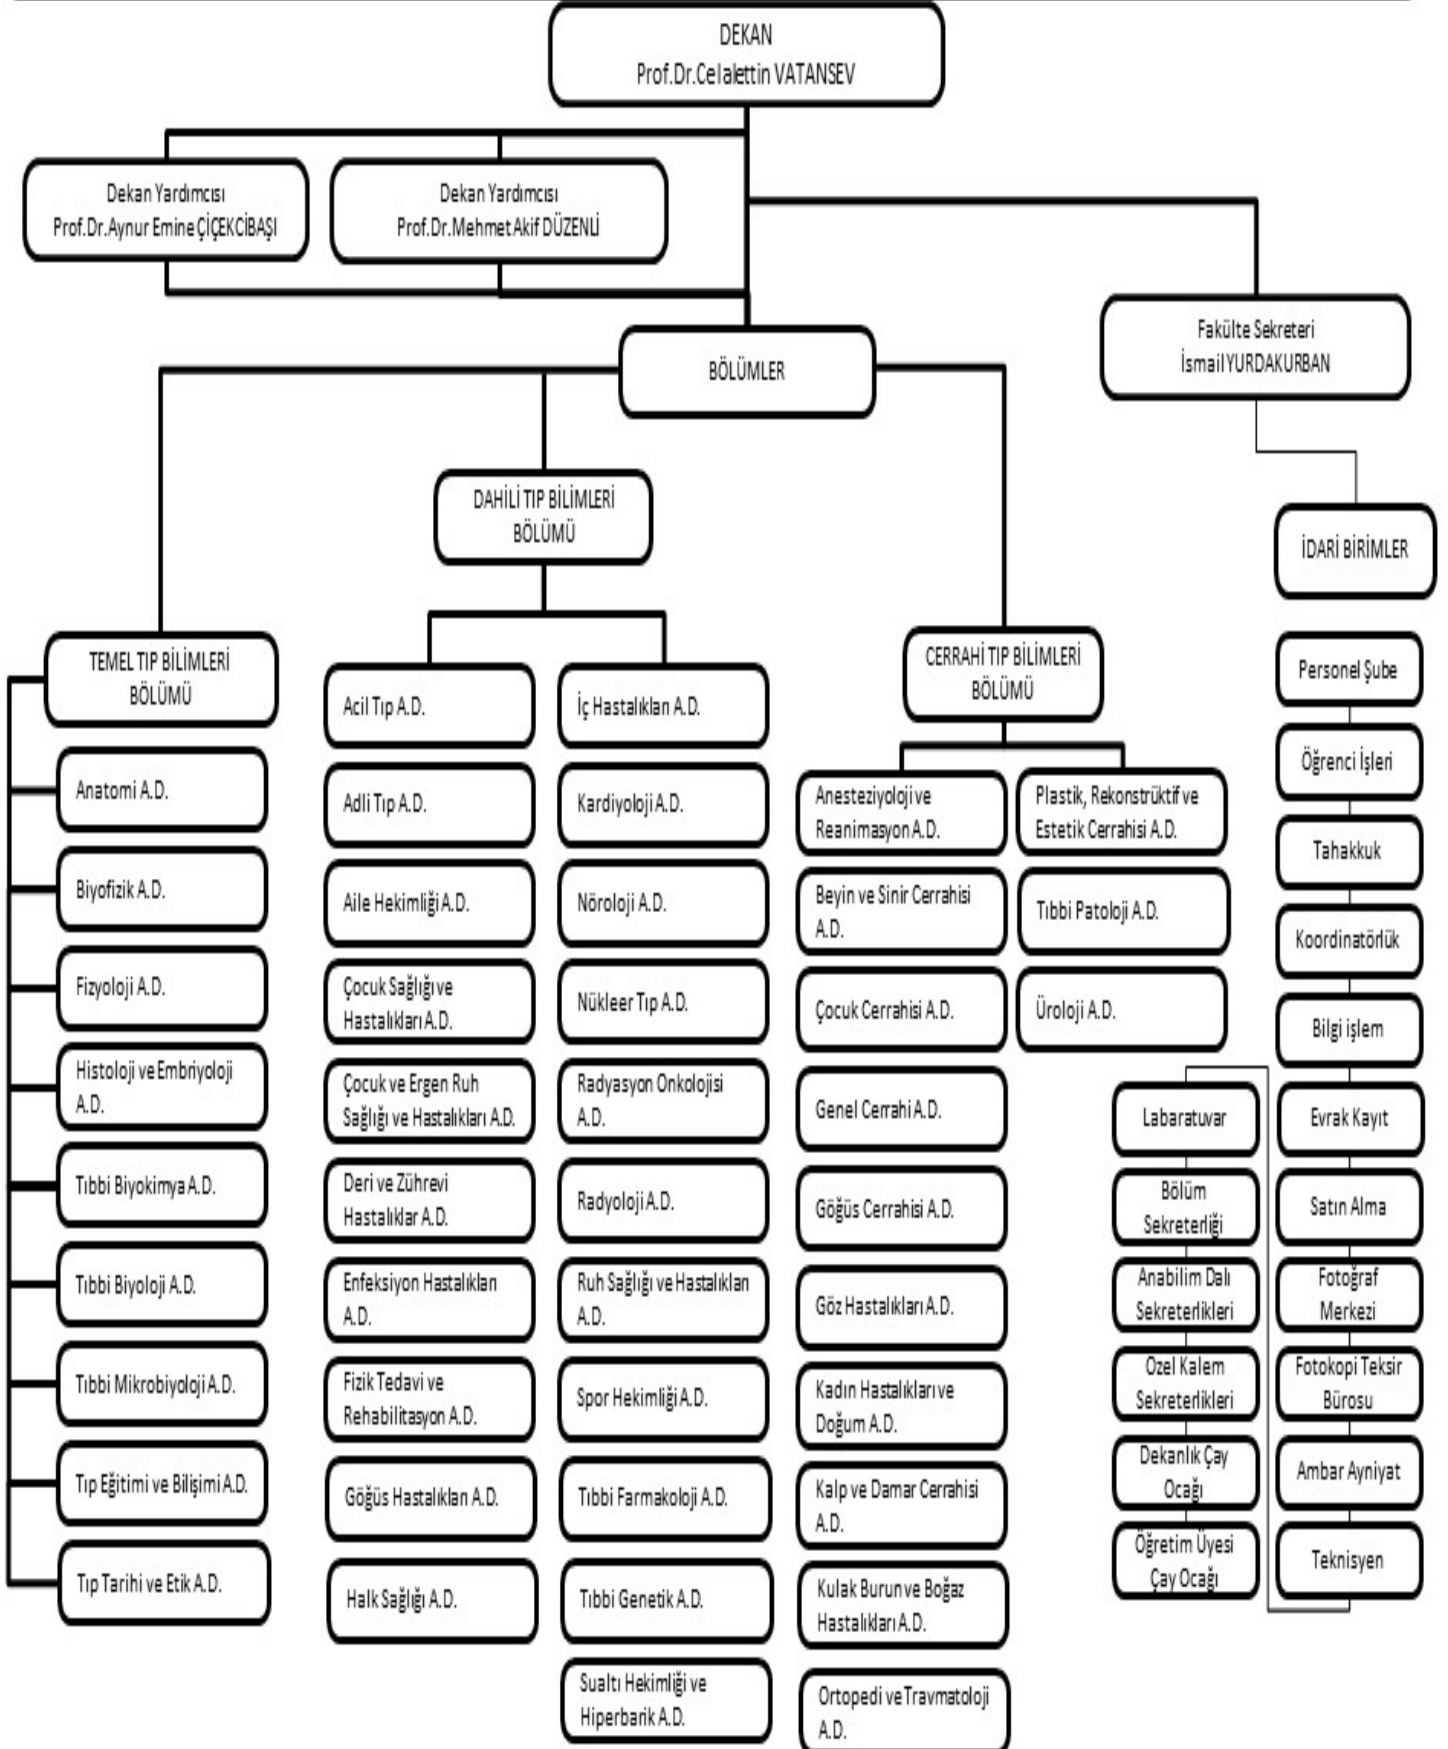 DEKAN
Prof.Dr.Celalettin VATANSEV
Dekan Yardımcısı
Prof.Dr.Aynur Emine ÇİÇEKCİBAŞI
Dekan Yardımcısı
Prof.Dr.Mehmet Akif DÜZENLİ
Fakülte Sekreteri
İsmail YURDAKURBAN
BÖLÜMLER
DAHİLİ TIP BİLİMLERİ
BÖLÜMÜ
İDARİ BİRİMLER
TEMEL TIP BİLİMLERİ
BÖLÜMÜ
Anatomi A.D.
Biyofizik A.D.
Fizyoloji A.D.
Histoloji ve Embriyoloji
A.D.
Tıbbi Biyokimya A.D.
Tıbbi Biyoloji A.D.
Tıbbi Mikrobiyoloji A.D.
Tıp Eğitimi ve Bilişimi A.D.
Tıp Tarihi ve Etik A.D.
Acil Tıp A.D.
Adli Tıp A.D.
Aile Hekimliği A.D.
Çocuk Sağlığı ve
Hastalıkları A.D.
Çocuk ve Ergen Ruh
Sağlığı ve Hastalıkları A.D.
Deri ve Zührevi
Hastalıklar A.D.
Enfeksiyon Hastalıkları
A.D.
Fizik Tedavi ve
Rehabilitasyon A.D.
Göğüs Hastalıkları A.D.
Halk Sağlığı A.D.
İç Hastalıkları A.D.
Kardiyoloji A.D.
Nöroloji A.D.
Nükleer Tıp A.D.
Radyasyon Onkolojisi
A.D.
Radyoloji A.D.
Ruh Sağlığı ve Hastalıkları
A.D.
Spor Hekimliği A.D.
Tıbbi Farmakoloji A.D.
Tıbbi Genetik A.D.
Sualtı Hekimliği ve
Hiperbarik A.D.
CERRAHİ TIP BİLİMLERİ
BÖLÜMÜ
Anesteziyoloji ve
Reanimasyon A.D.
Beyin ve Sinir Cerrahisi
A.D.
Çocuk Cerrahisi A.D.
Genel Cerrahi A.D.
Göğüs Cerrahisi A.D.
Göz Hastalıkları A.D.
Kadın Hastalıkları ve
Doğum A.D.
Kalp ve Damar Cerrahisi
A.D.
Kulak Burun ve Boğaz
Hastalıkları A.D.
Ortopedi ve Travmatoloji
A.D.
Plastik, Rekonstrüktif ve
Estetik Cerrahisi A.D.
Tıbbi Patoloji A.D.
Üroloji A.D.
Personel Şube
Öğrenci İşleri
Tahakkuk
Koordinatörlük
Bilgi işlem
Evrak Kayıt
Satın Alma
Fotoğraf
Merkezi
Fotokopi Teksir
Bürosu
Ambar Ayniyat
Teknisyen
Labaratuvar
Bölüm
Sekreterliği
Anabilim Dalı
Sekreterlikleri
Özel Kalem
Sekreterlikleri
Dekanlık Çay
Ocağı
Öğretim Üyesi
Çay Ocağı